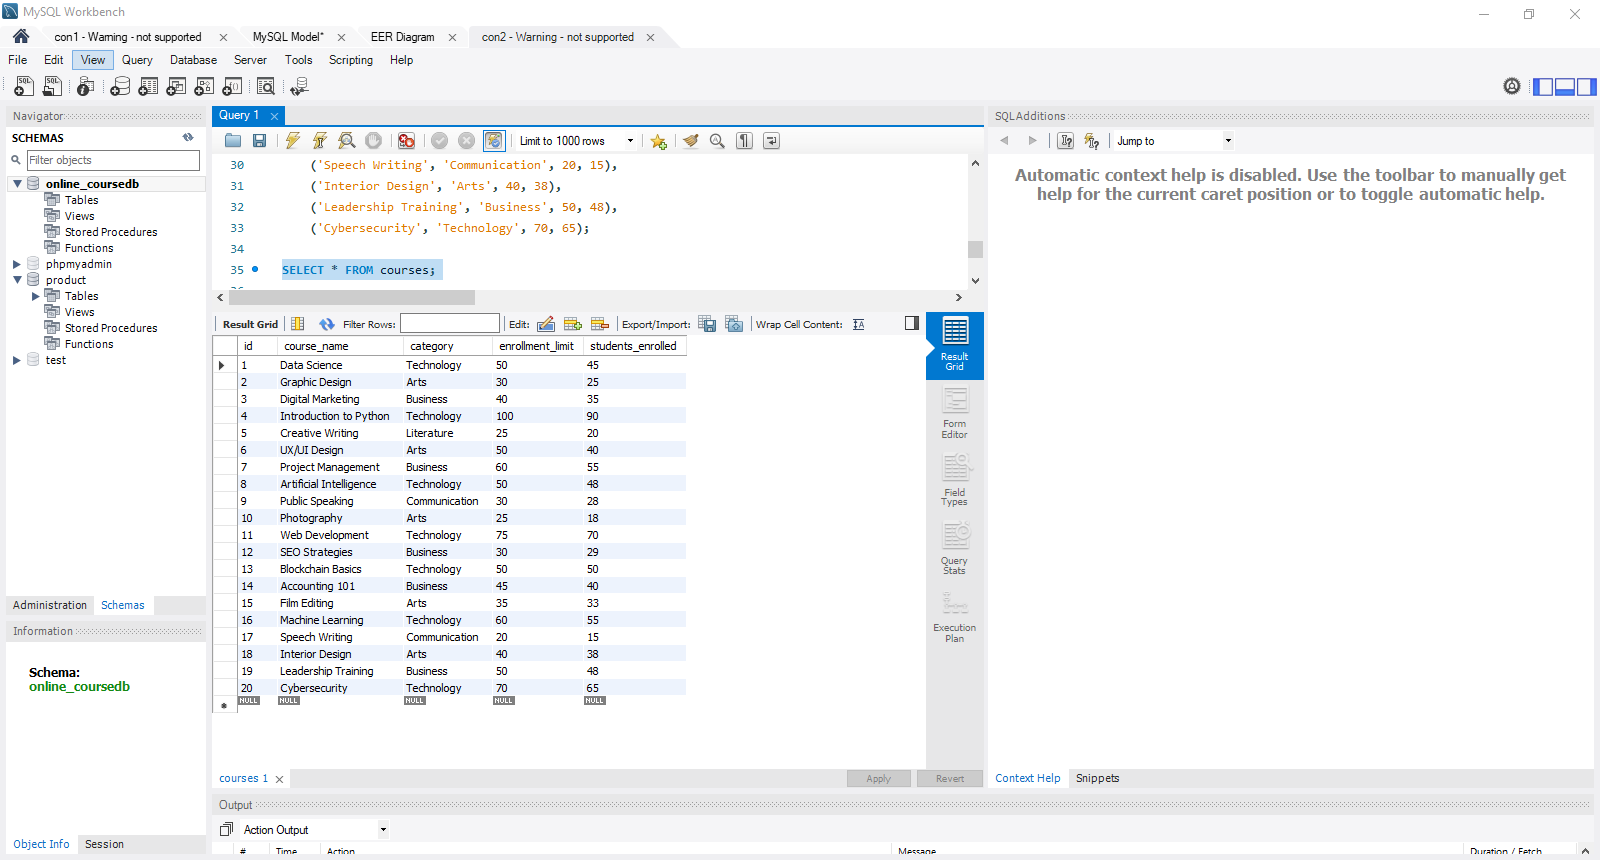 MySQL Workbench
con1 - Warning - not supported
MySQL Model*
EER Diagram
con2 - Warning - not supported
File Edit View Query Database Server Tools Scripting Help
Navigator
SCHEMAS
Filter objects
online_coursedb
Tables
Views
Stored Procedures
Functions
phpmyadmin
product
Tables
Views
Stored Procedures
Functions
test
Administration Schemas
Information
Schema:
online_coursedb
Object Info Session
Query 1
Limit to 1000 rows
30 ('Speech Writing', 'Communication', 20, 15),
31 ('Interior Design', 'Arts', 40, 38),
32 ('Leadership Training', 'Business', 50, 48),
33 ('Cybersecurity', 'Technology', 70, 65);
34
35 SELECT * FROM courses;
Result Grid Filter Rows: Edit: Export/Import: Wrap Cell Content:
id course_name category enrollment_limit students_enrolled
1 Data Science Technology 50 45
2 Graphic Design Arts 30 25
3 Digital Marketing Business 40 35
4 Introduction to Python Technology 100 90
5 Creative Writing Literature 25 20
6 UX/UI Design Arts 50 40
7 Project Management Business 60 55
8 Artificial Intelligence Technology 50 48
9 Public Speaking Communication 30 28
10 Photography Arts 25 18
11 Web Development Technology 75 70
12 SEO Strategies Business 30 29
13 Blockchain Basics Technology 50 50
14 Accounting 101 Business 45 40
15 Film Editing Arts 35 33
16 Machine Learning Technology 60 55
17 Speech Writing Communication 20 15
18 Interior Design Arts 40 38
19 Leadership Training Business 50 48
20 Cybersecurity Technology 70 65
NULL NULL NULL NULL NULL
Result
Grid
Form
Editor
Field
Types
Query
Stats
Execution
Plan
courses 1
Apply Revert
SQLAdditions
Jump to
Automatic context help is disabled. Use the toolbar to manually get
help for the current caret position or to toggle automatic help.
Context Help Snippets
Output
Action Output
# Time Action Message Duration / Fetch